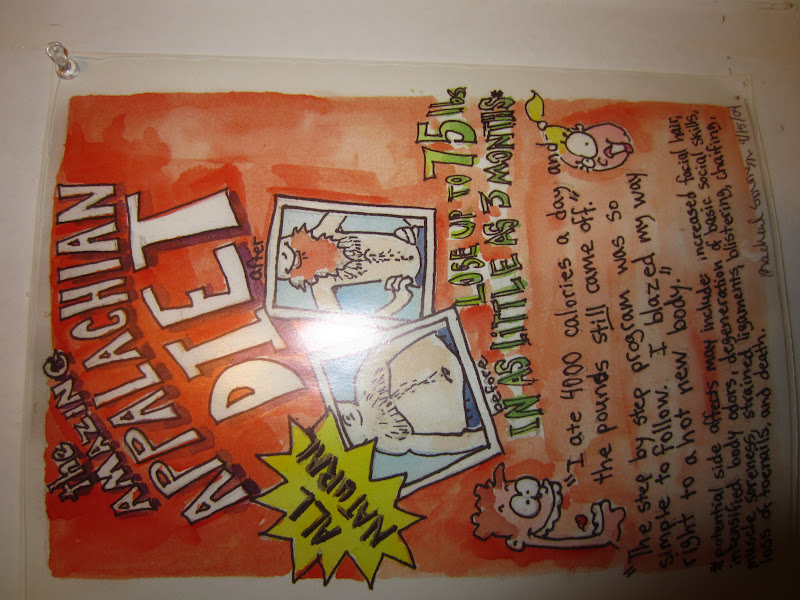 the
AMAZING
APPALACHIAN
DIET
after
before
ALL
NATURAL
LOSE UP TO 75 lbs
IN AS LITTLE AS 3 MONTHS*
"I ate 4000 calories a day and
the pounds still came off."
"The step by step program was so
simple to follow. I blazed my way
right to a hot new body."
*potential side affects may include: increased facial hair,
intensified body odors, degeneration of basic social skills,
muscle soreness, strained ligaments, blistering, chafing,
loss of toenails, and death.